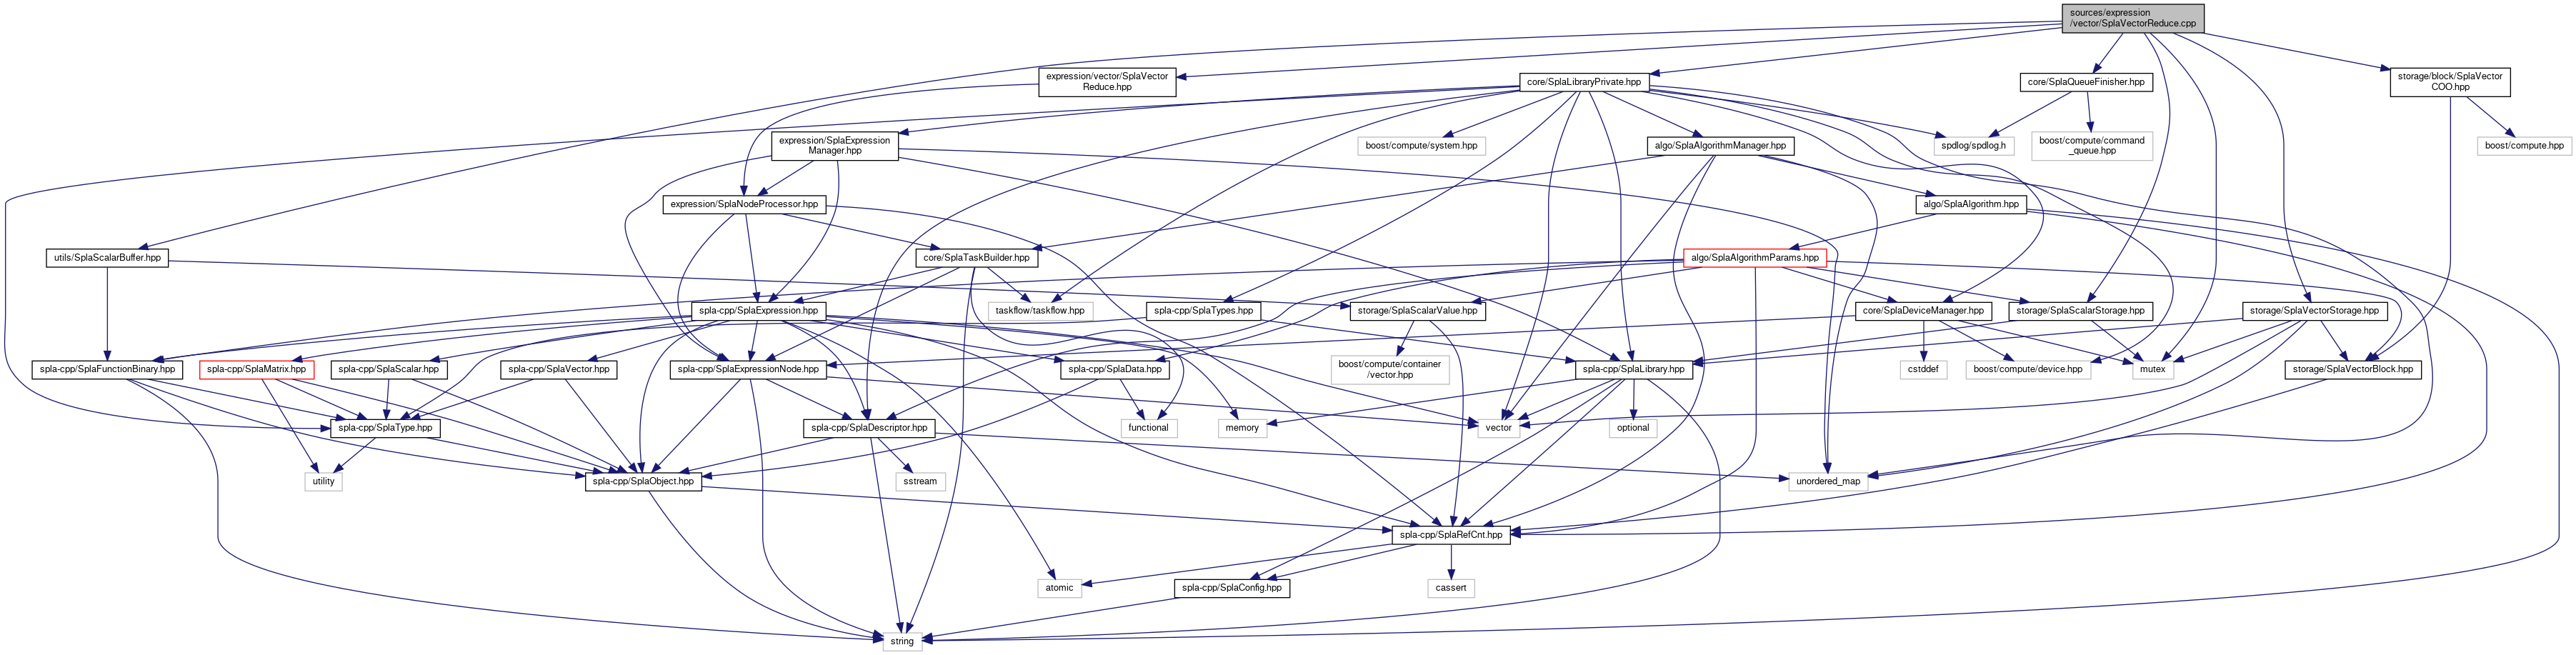 sources/expression
/vector/SplaVectorReduce.cpp
expression/vector/SplaVector
Reduce.hpp
core/SplaLibraryPrivate.hpp
core/SplaQueueFinisher.hpp
storage/block/SplaVector
COO.hpp
expression/SplaExpression
Manager.hpp
boost/compute/system.hpp
algo/SplaAlgorithmManager.hpp
spdlog/spdlog.h
boost/compute/command
_queue.hpp
boost/compute.hpp
expression/SplaNodeProcessor.hpp
algo/SplaAlgorithm.hpp
utils/SplaScalarBuffer.hpp
core/SplaTaskBuilder.hpp
algo/SplaAlgorithmParams.hpp
spla-cpp/SplaExpression.hpp
taskflow/taskflow.hpp
spla-cpp/SplaTypes.hpp
storage/SplaScalarValue.hpp
core/SplaDeviceManager.hpp
storage/SplaScalarStorage.hpp
storage/SplaVectorStorage.hpp
spla-cpp/SplaFunctionBinary.hpp
spla-cpp/SplaMatrix.hpp
spla-cpp/SplaScalar.hpp
spla-cpp/SplaVector.hpp
spla-cpp/SplaExpressionNode.hpp
spla-cpp/SplaData.hpp
boost/compute/container
/vector.hpp
spla-cpp/SplaLibrary.hpp
cstddef
boost/compute/device.hpp
mutex
storage/SplaVectorBlock.hpp
spla-cpp/SplaType.hpp
spla-cpp/SplaDescriptor.hpp
functional
memory
vector
optional
utility
spla-cpp/SplaObject.hpp
sstream
unordered_map
spla-cpp/SplaRefCnt.hpp
atomic
spla-cpp/SplaConfig.hpp
cassert
string